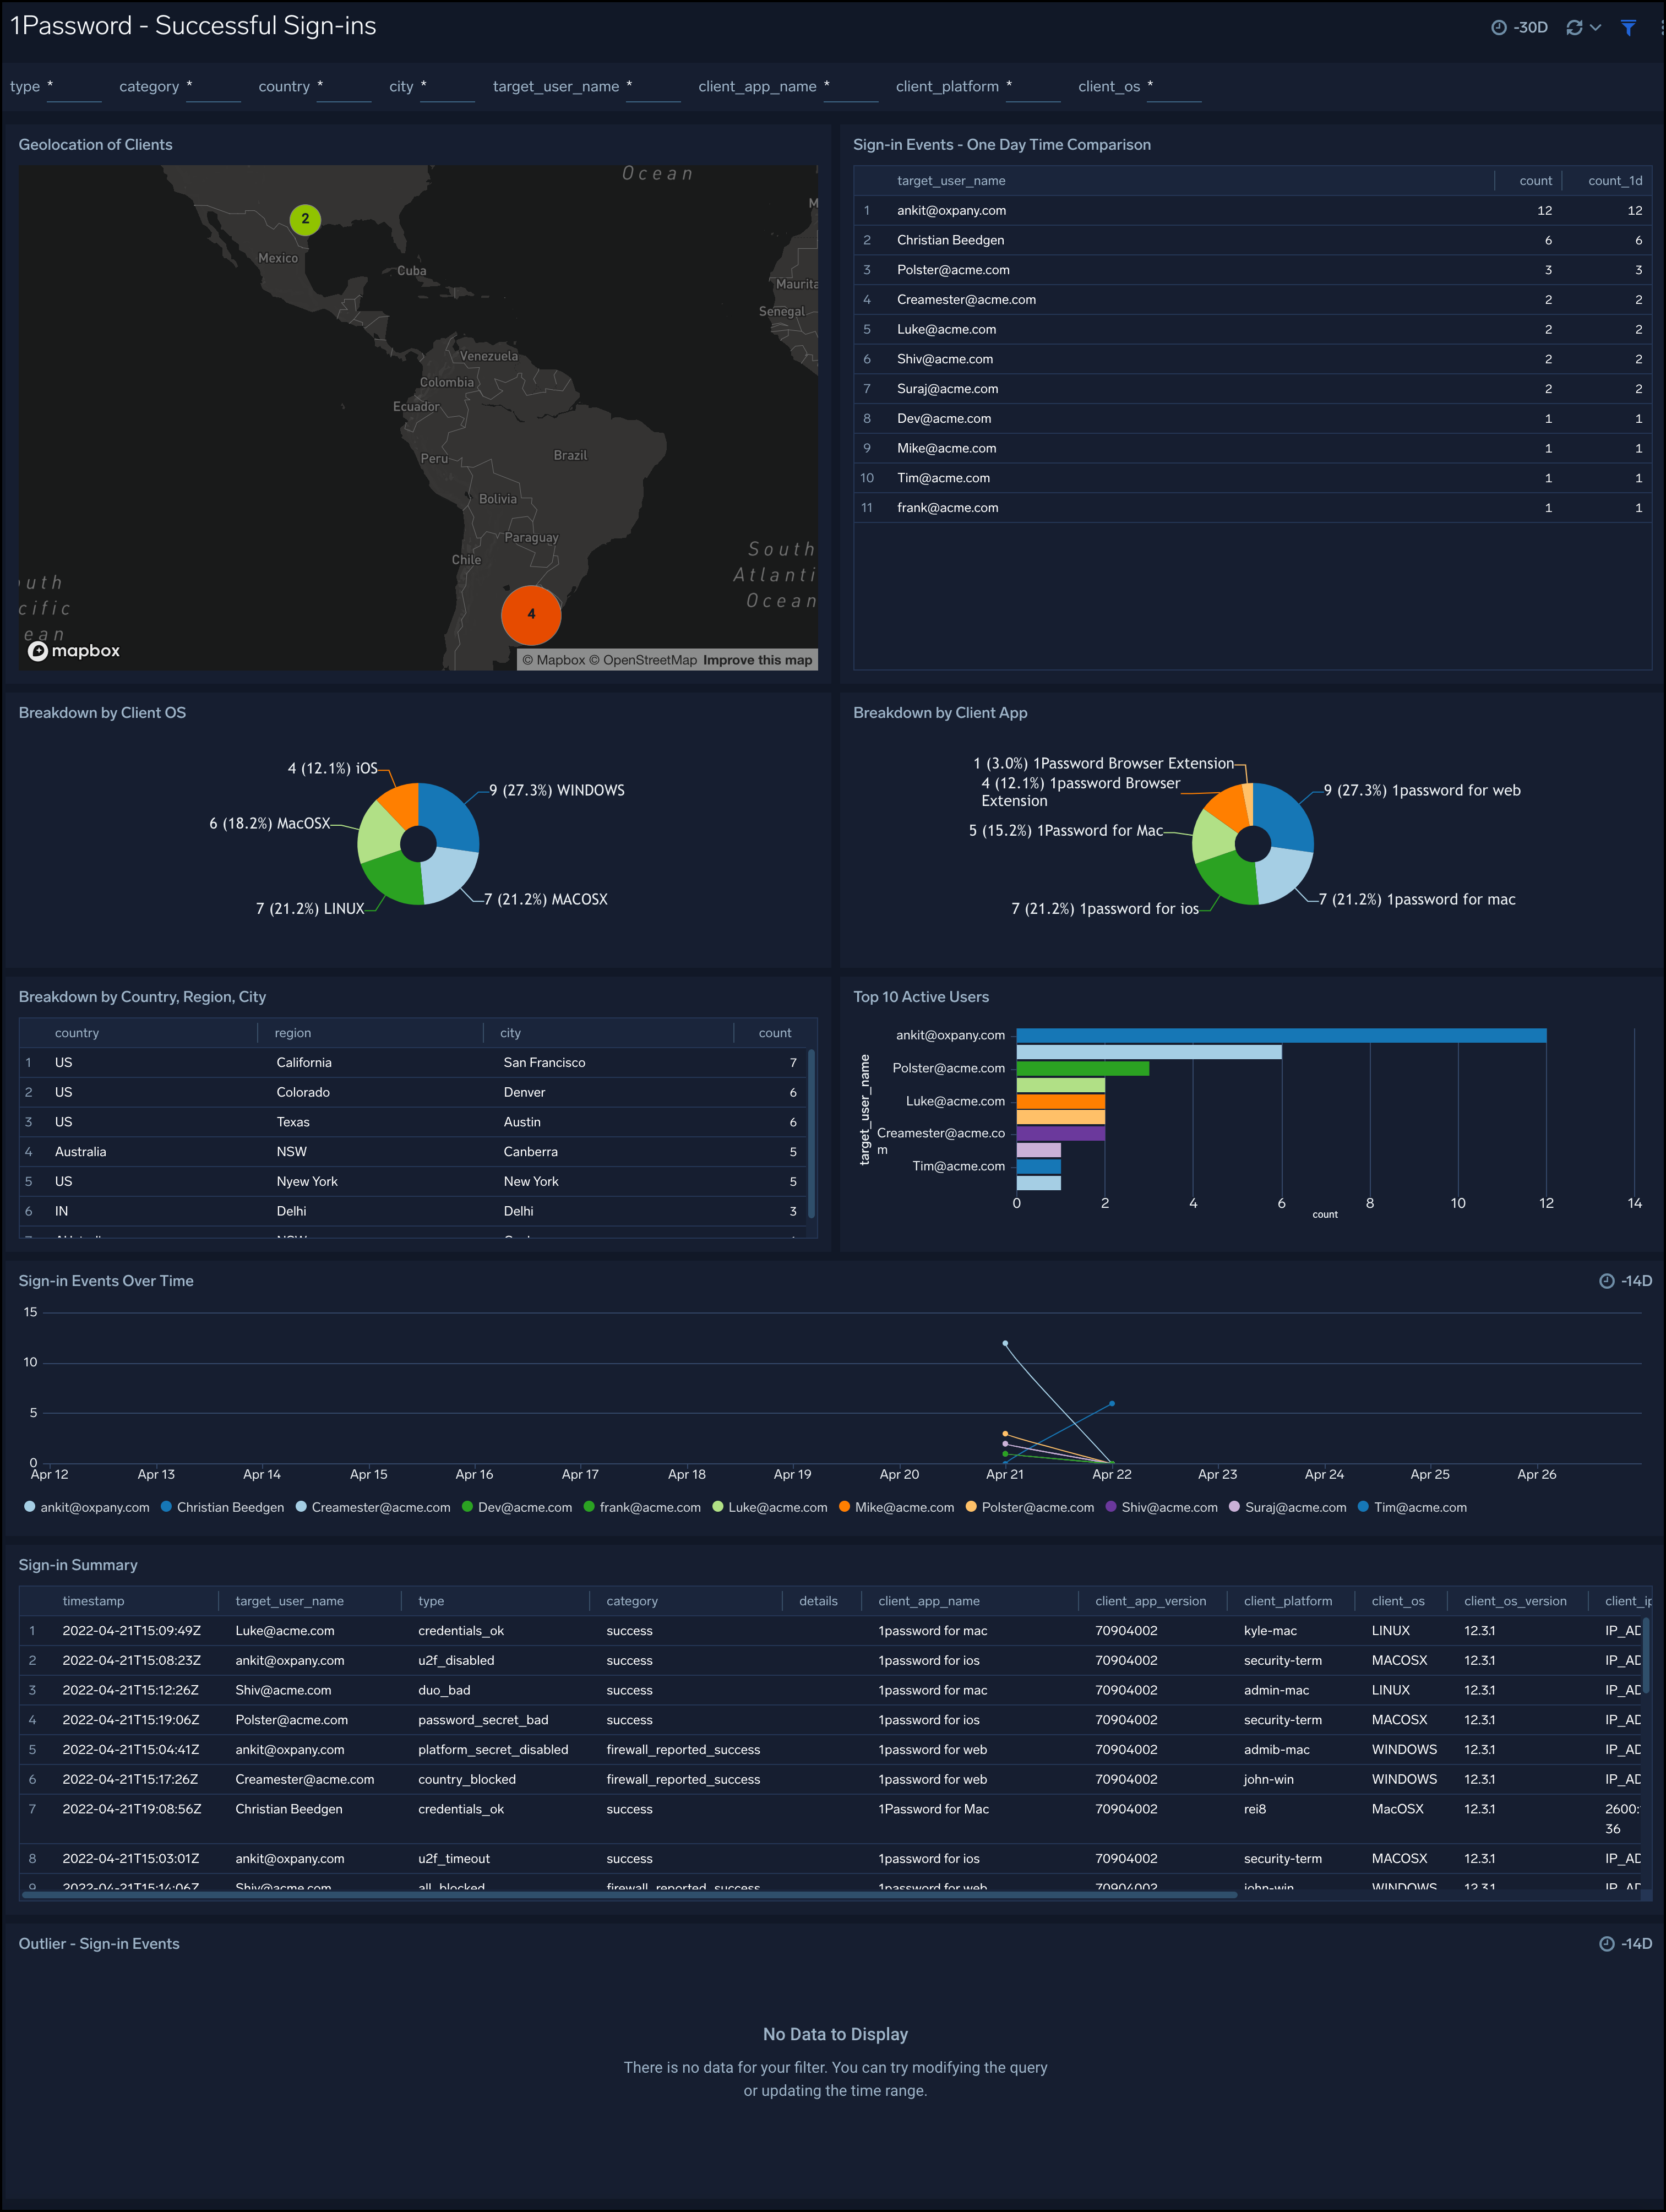 1Password - Successful Sign-ins
-30D
type * category * country * city * target_user_name * client_app_name * client_platform * client_os *
Geolocation of Clients
Ocean
2
Mexico
Cuba
Maurita
Senegal
Venezuela
Colombia
Ecuador
Brazil
Peru
Bolivia
Paraguay
Chile
South
Atlanti
Ocean
uth
cific
ean
4
mapbox
© Mapbox © OpenStreetMap Improve this map
Sign-in Events - One Day Time Comparison
target_user_name count count_1d
1 ankit@oxpany.com 12 12
2 Christian Beedgen 6 6
3 Polster@acme.com 3 3
4 Creamester@acme.com 2 2
5 Luke@acme.com 2 2
6 Shiv@acme.com 2 2
7 Suraj@acme.com 2 2
8 Dev@acme.com 1 1
9 Mike@acme.com 1 1
10 Tim@acme.com 1 1
11 frank@acme.com 1 1
Breakdown by Client OS
4 (12.1%) iOS
9 (27.3%) WINDOWS
6 (18.2%) MacOSX
7 (21.2%) MACOSX
7 (21.2%) LINUX
Breakdown by Client App
1 (3.0%) 1Password Browser Extension
4 (12.1%) 1password Browser
Extension
9 (27.3%) 1password for web
5 (15.2%) 1Password for Mac
7 (21.2%) 1password for mac
7 (21.2%) 1password for ios
Breakdown by Country, Region, City
country region city count
1 US California San Francisco 7
2 US Colorado Denver 6
3 US Texas Austin 6
4 Australia NSW Canberra 5
5 US Nyew York New York 5
6 IN Delhi Delhi 3
Top 10 Active Users
target_user_name
ankit@oxpany.com
Polster@acme.com
Luke@acme.com
Creamester@acme.co
m
Tim@acme.com
0 2 4 6 8 10 12 14
count
Sign-in Events Over Time
-14D
15
10
5
0
Apr 12 Apr 13 Apr 14 Apr 15 Apr 16 Apr 17 Apr 18 Apr 19 Apr 20 Apr 21 Apr 22 Apr 23 Apr 24 Apr 25 Apr 26
ankit@oxpany.com Christian Beedgen Creamester@acme.com Dev@acme.com frank@acme.com Luke@acme.com Mike@acme.com Polster@acme.com Shiv@acme.com Suraj@acme.com Tim@acme.com
Sign-in Summary
timestamp target_user_name type category details client_app_name client_app_version client_platform client_os client_os_version client_ip
1 2022-04-21T15:09:49Z Luke@acme.com credentials_ok success 1password for mac 70904002 kyle-mac LINUX 12.3.1 IP_AD
2 2022-04-21T15:08:23Z ankit@oxpany.com u2f_disabled success 1password for ios 70904002 security-term MACOSX 12.3.1 IP_AD
3 2022-04-21T15:12:26Z Shiv@acme.com duo_bad success 1password for mac 70904002 admin-mac LINUX 12.3.1 IP_AD
4 2022-04-21T15:19:06Z Polster@acme.com password_secret_bad success 1password for ios 70904002 security-term MACOSX 12.3.1 IP_AD
5 2022-04-21T15:04:41Z ankit@oxpany.com platform_secret_disabled firewall_reported_success 1password for web 70904002 admib-mac WINDOWS 12.3.1 IP_AD
6 2022-04-21T15:17:26Z Creamester@acme.com country_blocked firewall_reported_success 1password for web 70904002 john-win WINDOWS 12.3.1 IP_AD
7 2022-04-21T19:08:56Z Christian Beedgen credentials_ok success 1Password for Mac 70904002 rei8 MacOSX 12.3.1 2600:
36
8 2022-04-21T15:03:01Z ankit@oxpany.com u2f_timeout success 1password for ios 70904002 security-term MACOSX 12.3.1 IP_AD
9 2022-04-21T15:14:06Z Shiv@acme.com all_blocked firewall_reported_success 1password for web 70904002 john-win WINDOWS 12.3.1 IP_AD
Outlier - Sign-in Events
-14D
No Data to Display
There is no data for your filter. You can try modifying the query
or updating the time range.